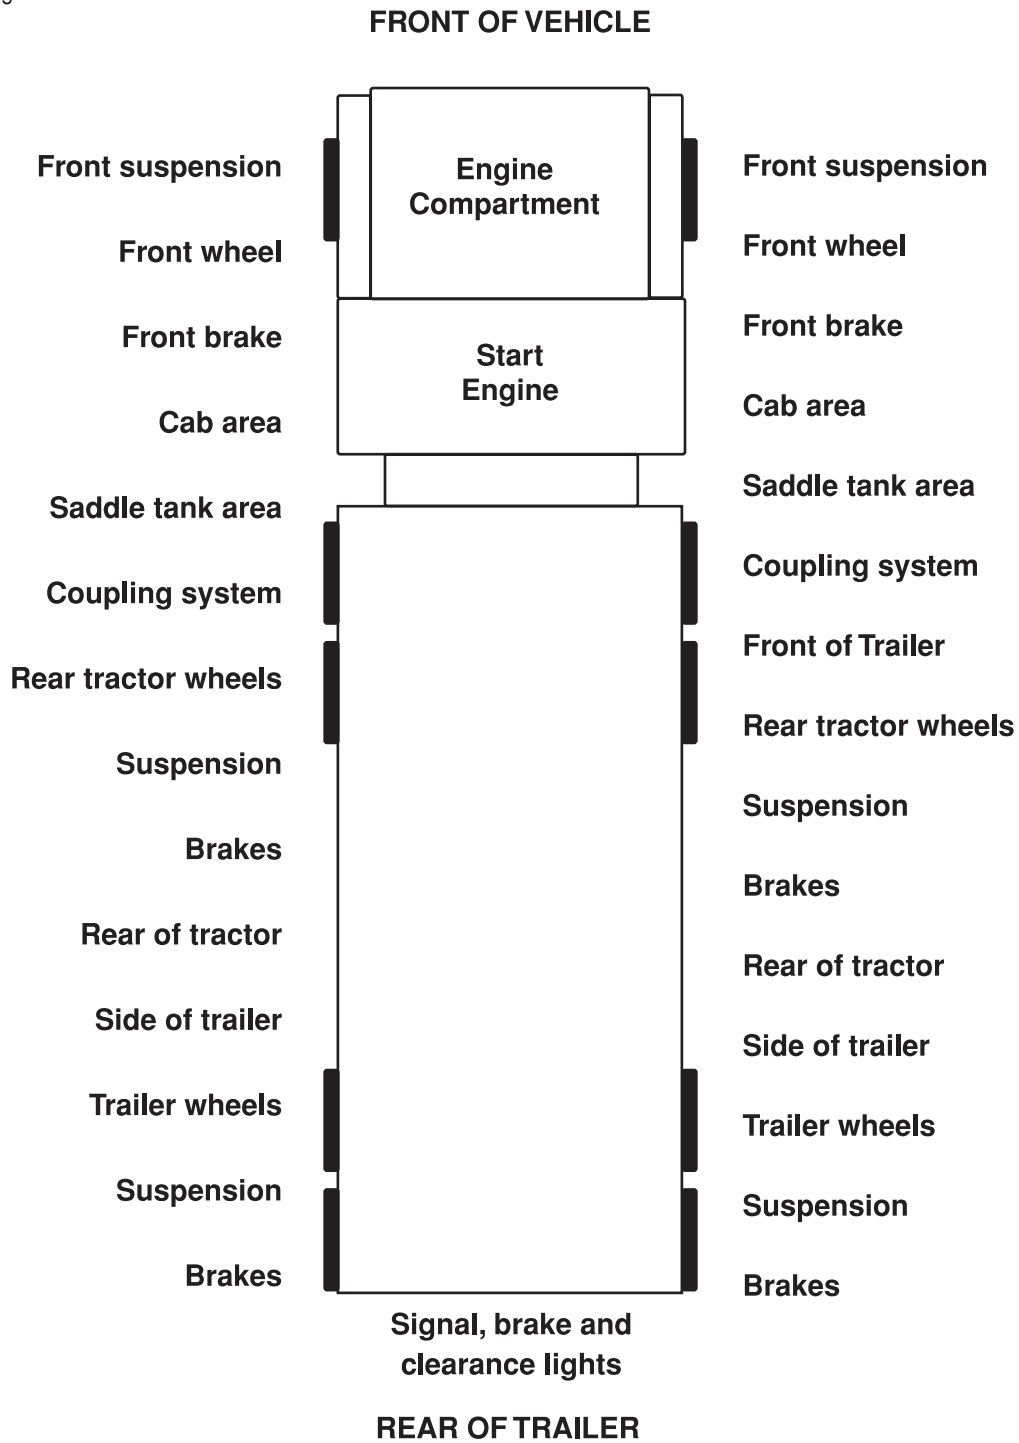 FRONT OF VEHICLE
Engine
Compartment
Start
Engine
Front suspension
Front wheel
Front brake
Cab area
Saddle tank area
Coupling system
Rear tractor wheels
Suspension
Brakes
Rear of tractor
Side of trailer
Trailer wheels
Suspension
Brakes
Front suspension
Front wheel
Front brake
Cab area
Saddle tank area
Coupling system
Front of Trailer
Rear tractor wheels
Suspension
Brakes
Rear of tractor
Side of trailer
Trailer wheels
Suspension
Brakes
Signal, brake and
clearance lights
REAR OF TRAILER